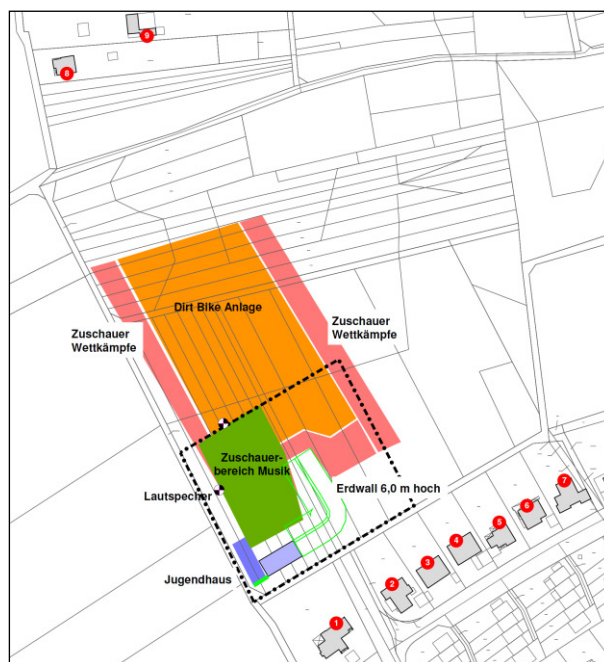 9
8
Dirt Bike Anlage
Zuschauer
Wettkämpfe
Zuschauer
Wettkämpfe
Zuschauer-
bereich Musik
Lautspecher
Erdwall 6,0 m hoch
7
6
5
4
3
2
Jugendhaus
1